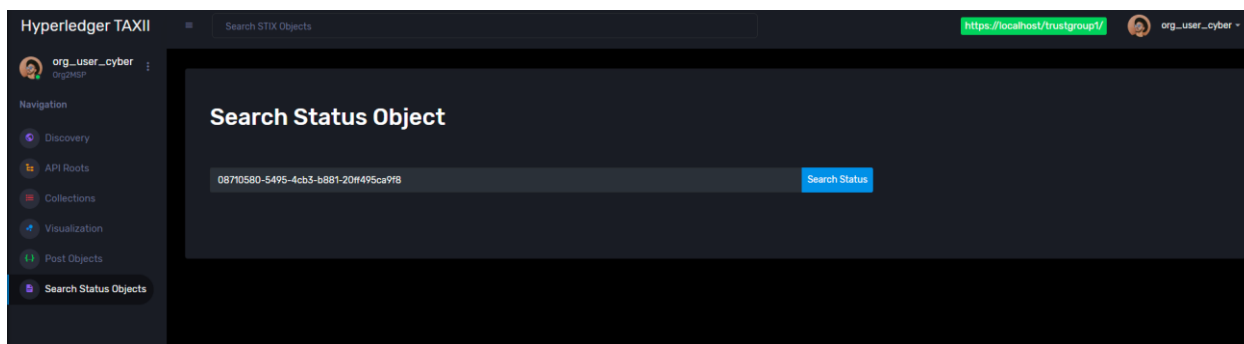 Hyperledger TAXII
Search STIX Objects
https://localhost/trustgroup1/
org_user_cyber
org_user_cyber
Org2MSP
Navigation
Discovery
API Roots
Collections
Visualization
Post Objects
Search Status Objects
Search Status Object
08710580-5495-4cb3-b881-20ff495ca9f8
Search Status